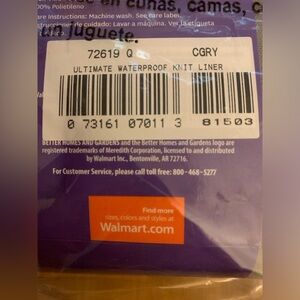 en cunas, camas, c
00% Polietileno
are Instructions: Machine wash. See care label.
un juguete.
72619 Q CGRY
ULTIMATE WATERPROOF KNIT LINER
0 73161 07011 3 81503
BETTER HOMES AND GARDENS and the Better Homes and Gardens logo are
registered trademarks of Meredith Corporation, licensed to and distributed
by Walmart Inc., Bentonville, AR 72716.
For Customer Service, please call toll free: 800-468-5277
Find more
sizes, colors and styles at
Walmart.com